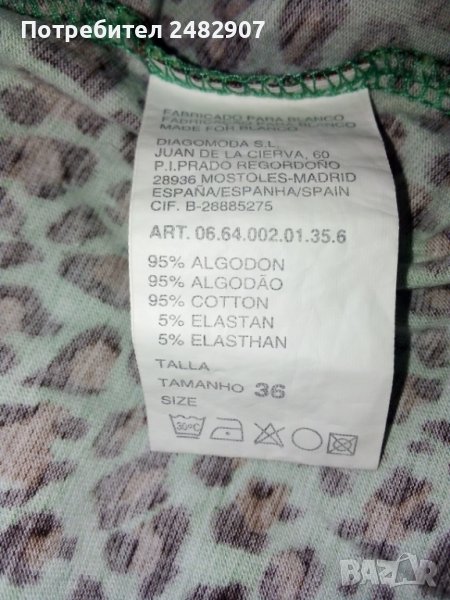 Потребител 2482907
FABRICADO PARA BLANCO
MADE FOR BLANCO
DIAGOMODA S.L.
JUAN DE LA CIERVA, 60
P.I.PRADO REGORDOÑO
28936 MOSTOLES-MADRID
ESPAÑA/ESPANHA/SPAIN
CIF. B-28885275
ART. 06.64.002.01.35.6
95% ALGODON
95% ALGODÃO
95% COTTON
5% ELASTAN
5% ELASTHAN
TALLA
TAMANHO 36
SIZE
30ºC
BAZAR